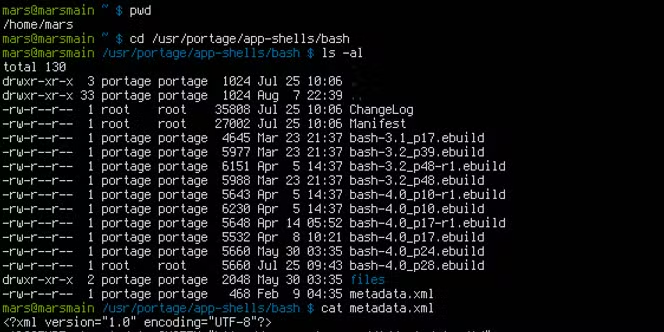 mars@marsmain ~ $ pwd
/home/mars
mars@marsmain ~ $ cd /usr/portage/app-shells/bash
mars@marsmain /usr/portage/app-shells/bash $ ls -al
total 130
drwxr-xr-x  3 portage portage  1024 Jul 25 10:06 .
drwxr-xr-x 33 portage portage  1024 Aug  7 22:39 ..
-rw-r--r--  1 root    root    35808 Jul 25 10:06 ChangeLog
-rw-r--r--  1 root    root    27002 Jul 25 10:06 Manifest
-rw-r--r--  1 portage portage  4645 Mar 23 21:37 bash-3.1_p17.ebuild
-rw-r--r--  1 portage portage  5977 Mar 23 21:37 bash-3.2_p39.ebuild
-rw-r--r--  1 portage portage  6151 Apr  5 14:37 bash-3.2_p48-r1.ebuild
-rw-r--r--  1 portage portage  5988 Mar 23 21:37 bash-3.2_p48.ebuild
-rw-r--r--  1 portage portage  5643 Apr  5 14:37 bash-4.0_p10-r1.ebuild
-rw-r--r--  1 portage portage  6230 Apr  5 14:37 bash-4.0_p10.ebuild
-rw-r--r--  1 portage portage  5648 Apr 14 05:52 bash-4.0_p17-r1.ebuild
-rw-r--r--  1 portage portage  5532 Apr  8 10:21 bash-4.0_p17.ebuild
-rw-r--r--  1 portage portage  5660 May 30 03:35 bash-4.0_p24.ebuild
-rw-r--r--  1 root    root     5660 Jul 25 09:43 bash-4.0_p28.ebuild
drwxr-xr-x  2 portage portage  2048 May 30 03:35 files
-rw-r--r--  1 portage portage   468 Feb  9 04:35 metadata.xml
mars@marsmain /usr/portage/app-shells/bash $ cat metadata.xml
<?xml version="1.0" encoding="UTF-8"?>